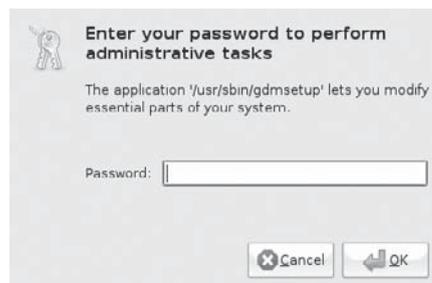 Enter your password to perform
administrative tasks
The application '/usr/sbin/gdmsetup' lets you modify
essential parts of your system.
Password:
Cancel
OK